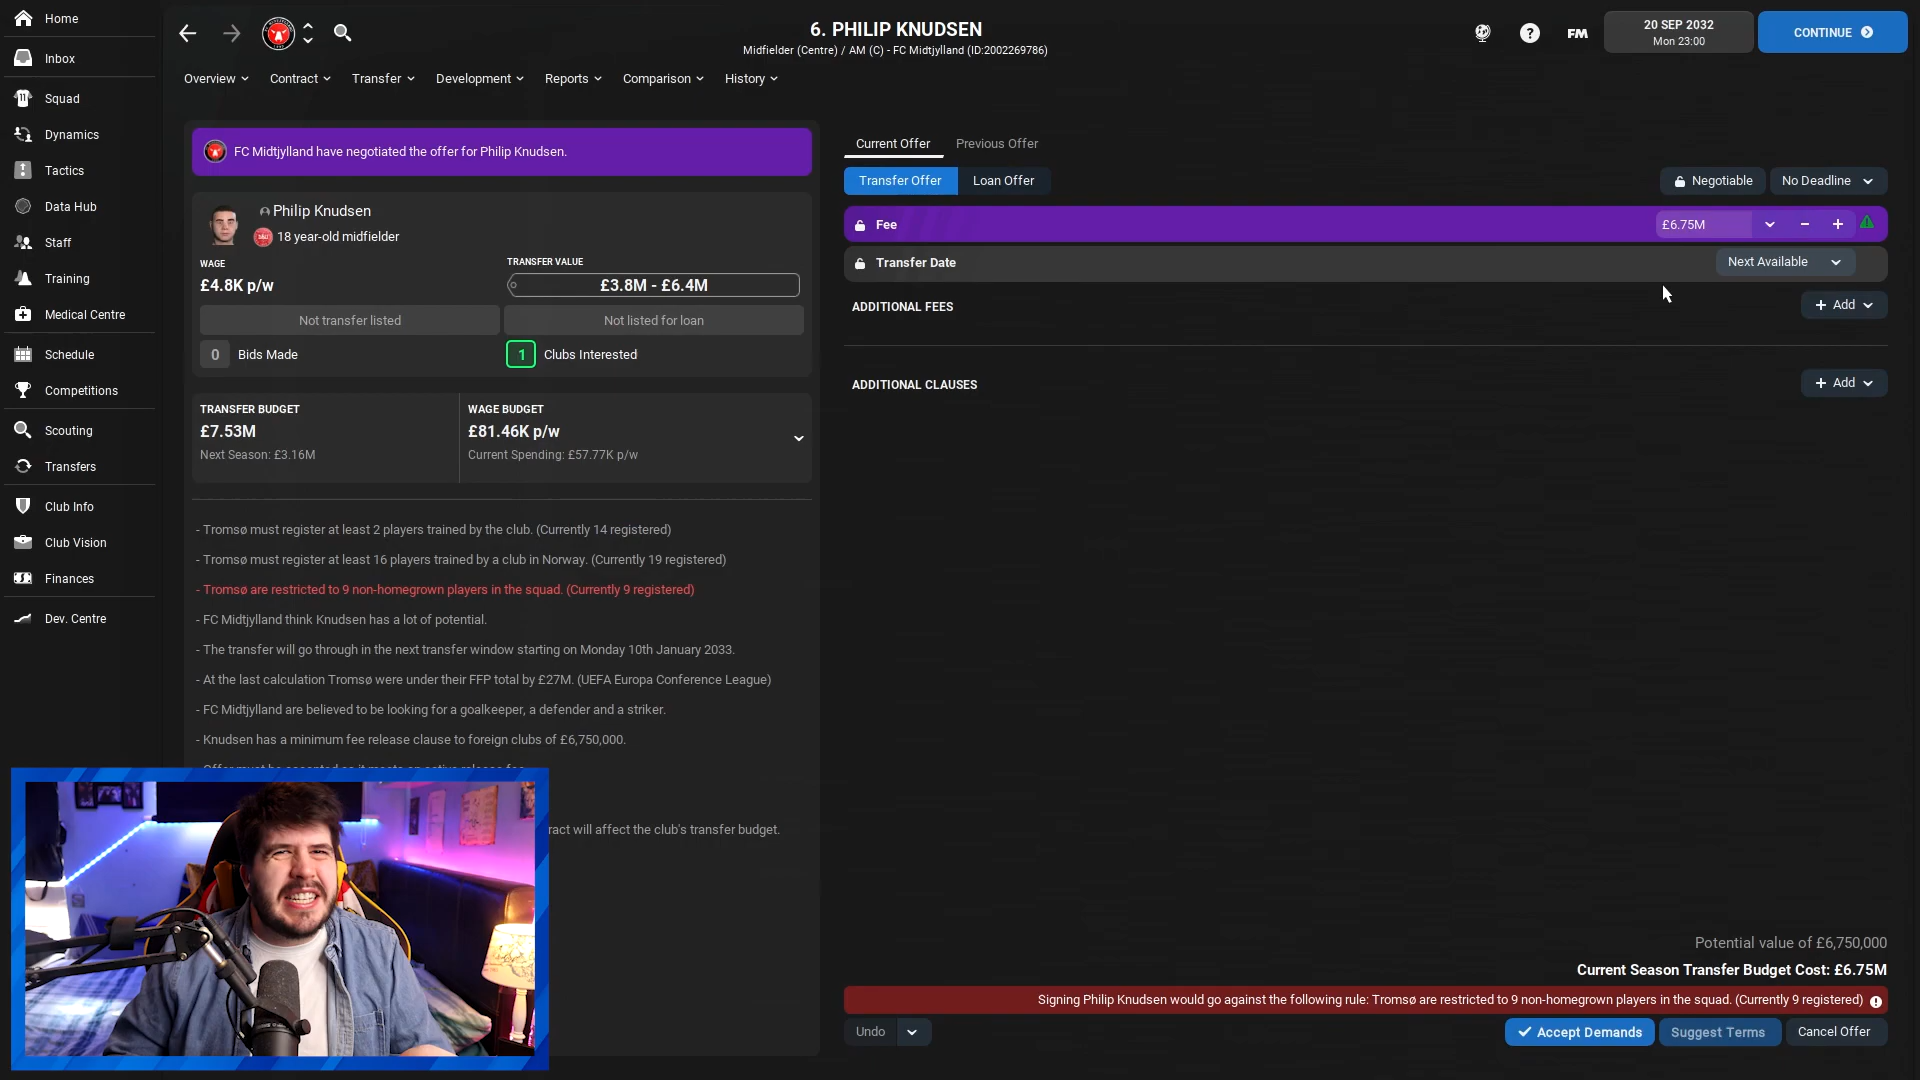 Home
Inbox
Squad
Dynamics
Tactics
Data Hub
Staff
Training
Medical Centre
Schedule
Competitions
Scouting
Transfers
Club Info
Club Vision
Finances
Dev. Centre
6. PHILIP KNUDSEN
Midfielder (Centre) / AM (C) - FC Midtjylland (ID:2002269786)
FM
20 SEP 2032
Mon 23:00
CONTINUE
Overview Contract Transfer Development Reports Comparison History
FC Midtjylland have negotiated the offer for Philip Knudsen.
Philip Knudsen
18 year-old midfielder
WAGE
£4.8K p/w
TRANSFER VALUE
£3.8M - £6.4M
Not transfer listed
Not listed for loan
0 Bids Made
1 Clubs Interested
TRANSFER BUDGET
£7.53M
Next Season: £3.16M
WAGE BUDGET
£81.46K p/w
Current Spending: £57.77K p/w
- Tromsø must register at least 2 players trained by the club. (Currently 14 registered)
- Tromsø must register at least 16 players trained by a club in Norway. (Currently 19 registered)
- Tromsø are restricted to 9 non-homegrown players in the squad. (Currently 9 registered)
- FC Midtjylland think Knudsen has a lot of potential.
- The transfer will go through in the next transfer window starting on Monday 10th January 2033.
- At the last calculation Tromsø were under their FFP total by £27M. (UEFA Europa Conference League)
- FC Midtjylland are believed to be looking for a goalkeeper, a defender and a striker.
- Knudsen has a minimum fee release clause to foreign clubs of £6,750,000.
ract will affect the club's transfer budget.
Current Offer Previous Offer
Transfer Offer Loan Offer
Negotiable No Deadline
Fee £6.75M
Transfer Date Next Available
ADDITIONAL FEES + Add
ADDITIONAL CLAUSES + Add
Potential value of £6,750,000
Current Season Transfer Budget Cost: £6.75M
Signing Philip Knudsen would go against the following rule: Tromsø are restricted to 9 non-homegrown players in the squad. (Currently 9 registered)
Undo
Accept Demands Suggest Terms Cancel Offer